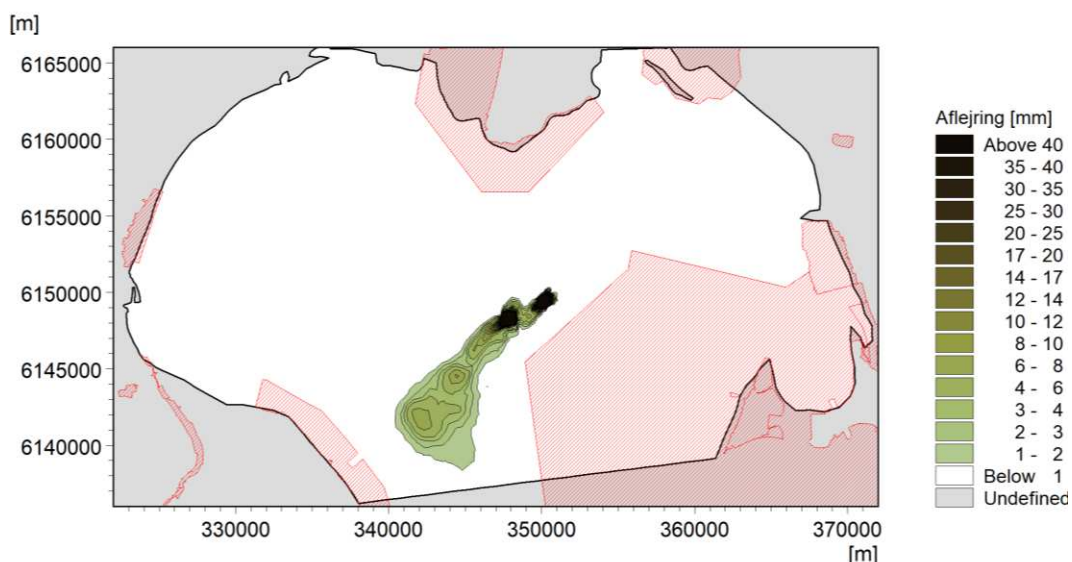 [m]
6165000
6160000
6155000
6150000
6145000
6140000
330000 340000 350000 360000 370000
[m]
Aflejring [mm]
Above 40
35 - 40
30 - 35
25 - 30
20 - 25
17 - 20
14 - 17
12 - 14
10 - 12
8 - 10
6 - 8
4 - 6
3 - 4
2 - 3
1 - 2
Below 1
Undefined